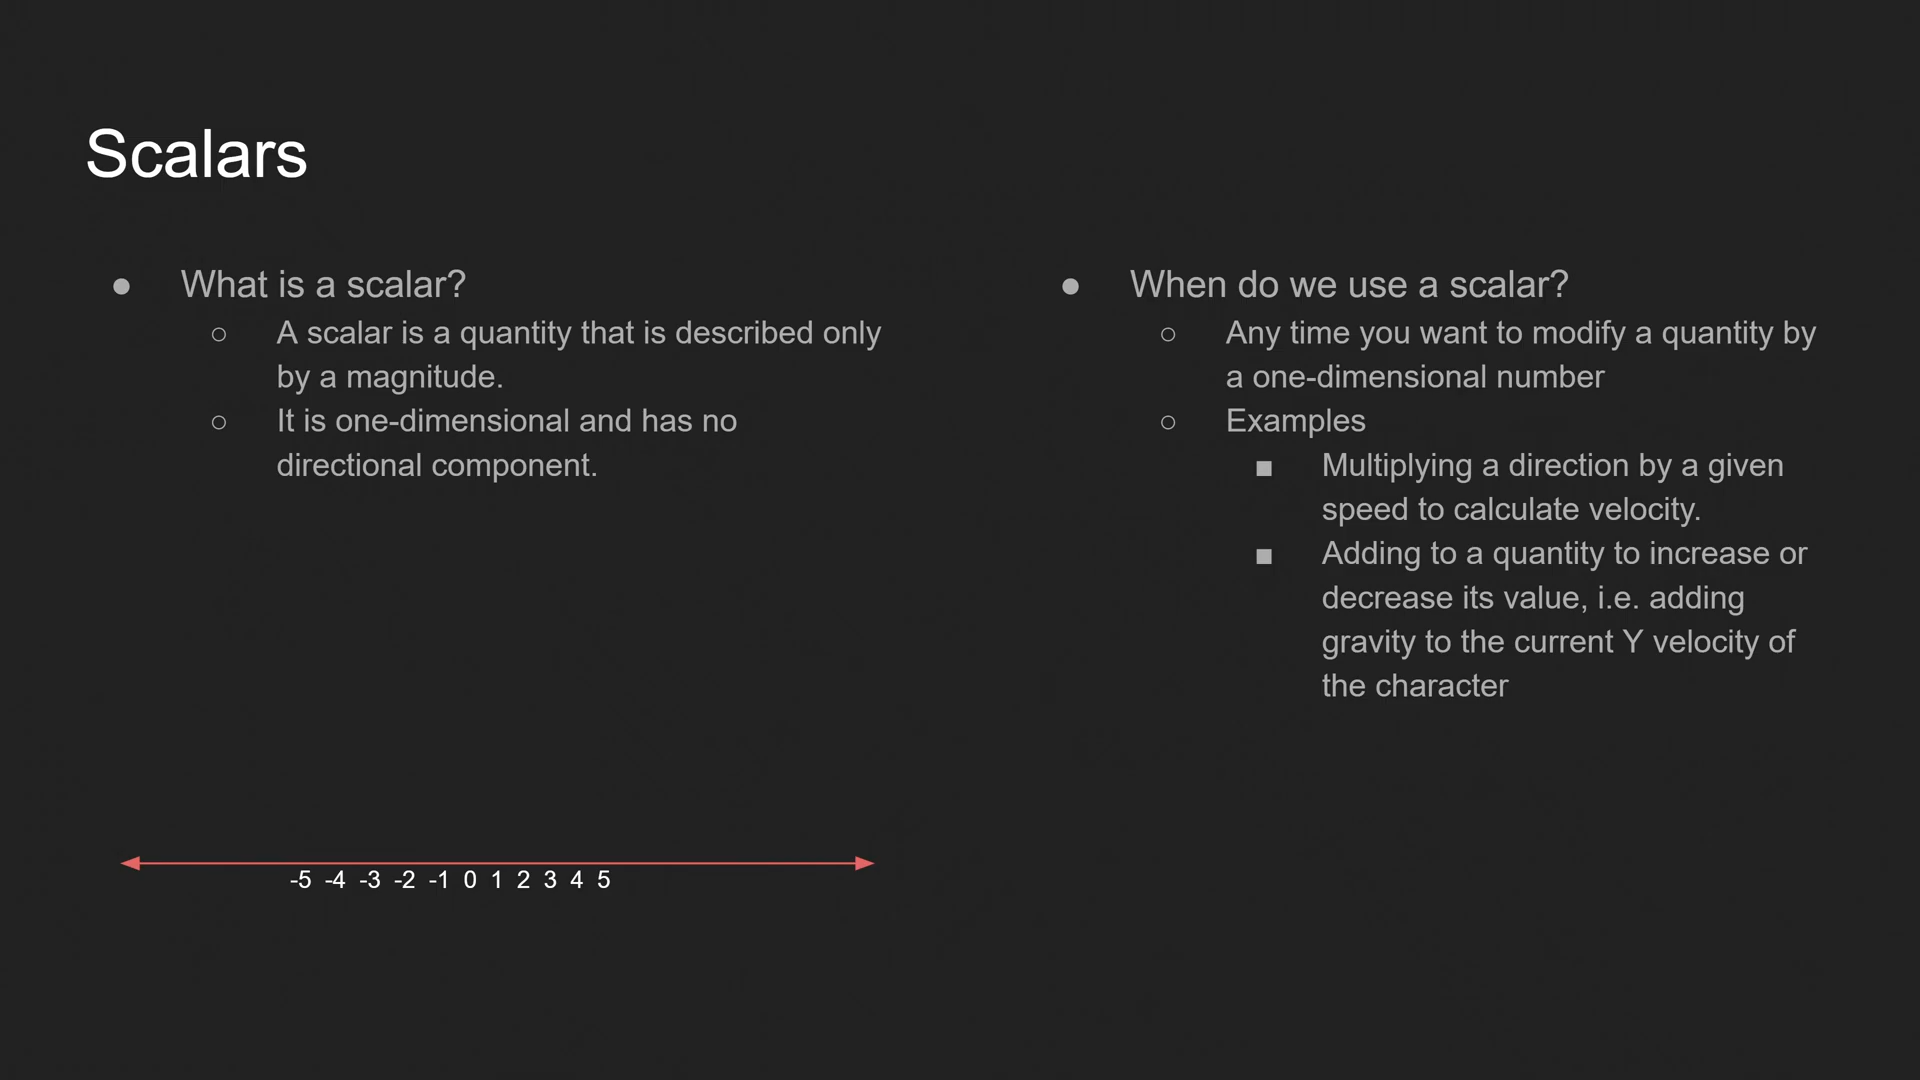 Scalars
● What is a scalar?
○ A scalar is a quantity that is described only
by a magnitude.
○ It is one-dimensional and has no
directional component.
-5 -4 -3 -2 -1 0 1 2 3 4 5
● When do we use a scalar?
○ Any time you want to modify a quantity by
a one-dimensional number
○ Examples
■ Multiplying a direction by a given
speed to calculate velocity.
■ Adding to a quantity to increase or
decrease its value, i.e. adding
gravity to the current Y velocity of
the character